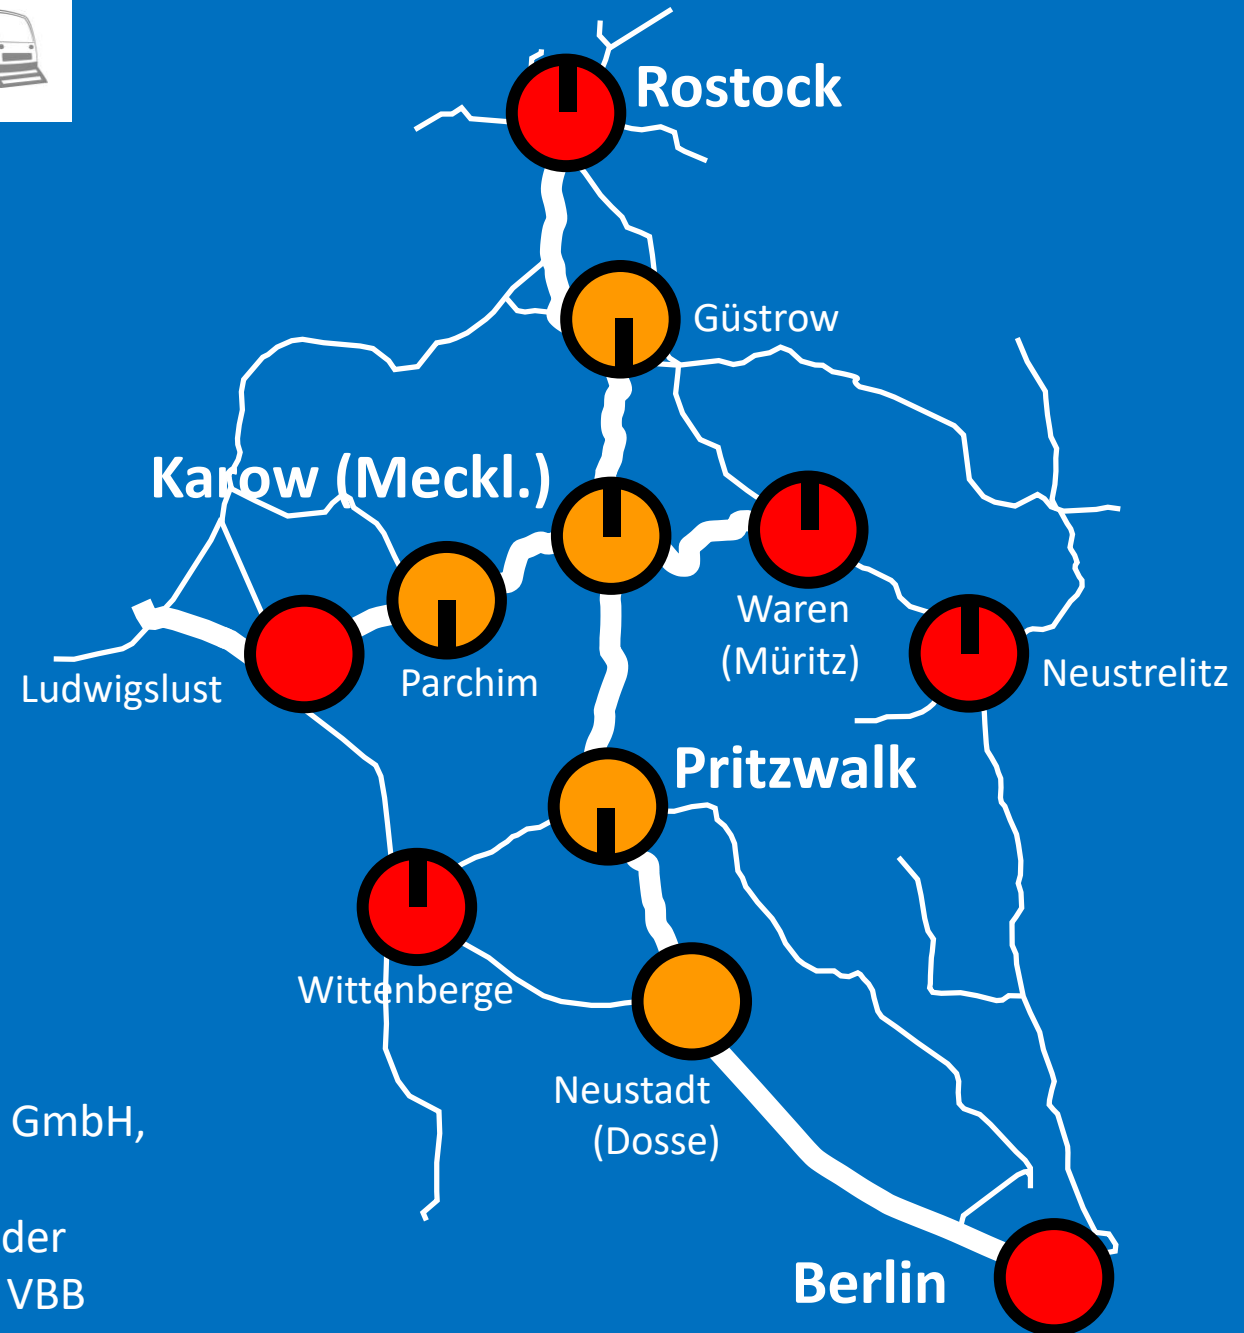 Rostock
Güstrow
Karow (Meckl.)
Waren
(Müritz)
Neustrelitz
Parchim
Ludwigslust
Pritzwalk
Wittenberge
Neustadt
(Dosse)
GmbH,
der
VBB
Berlin